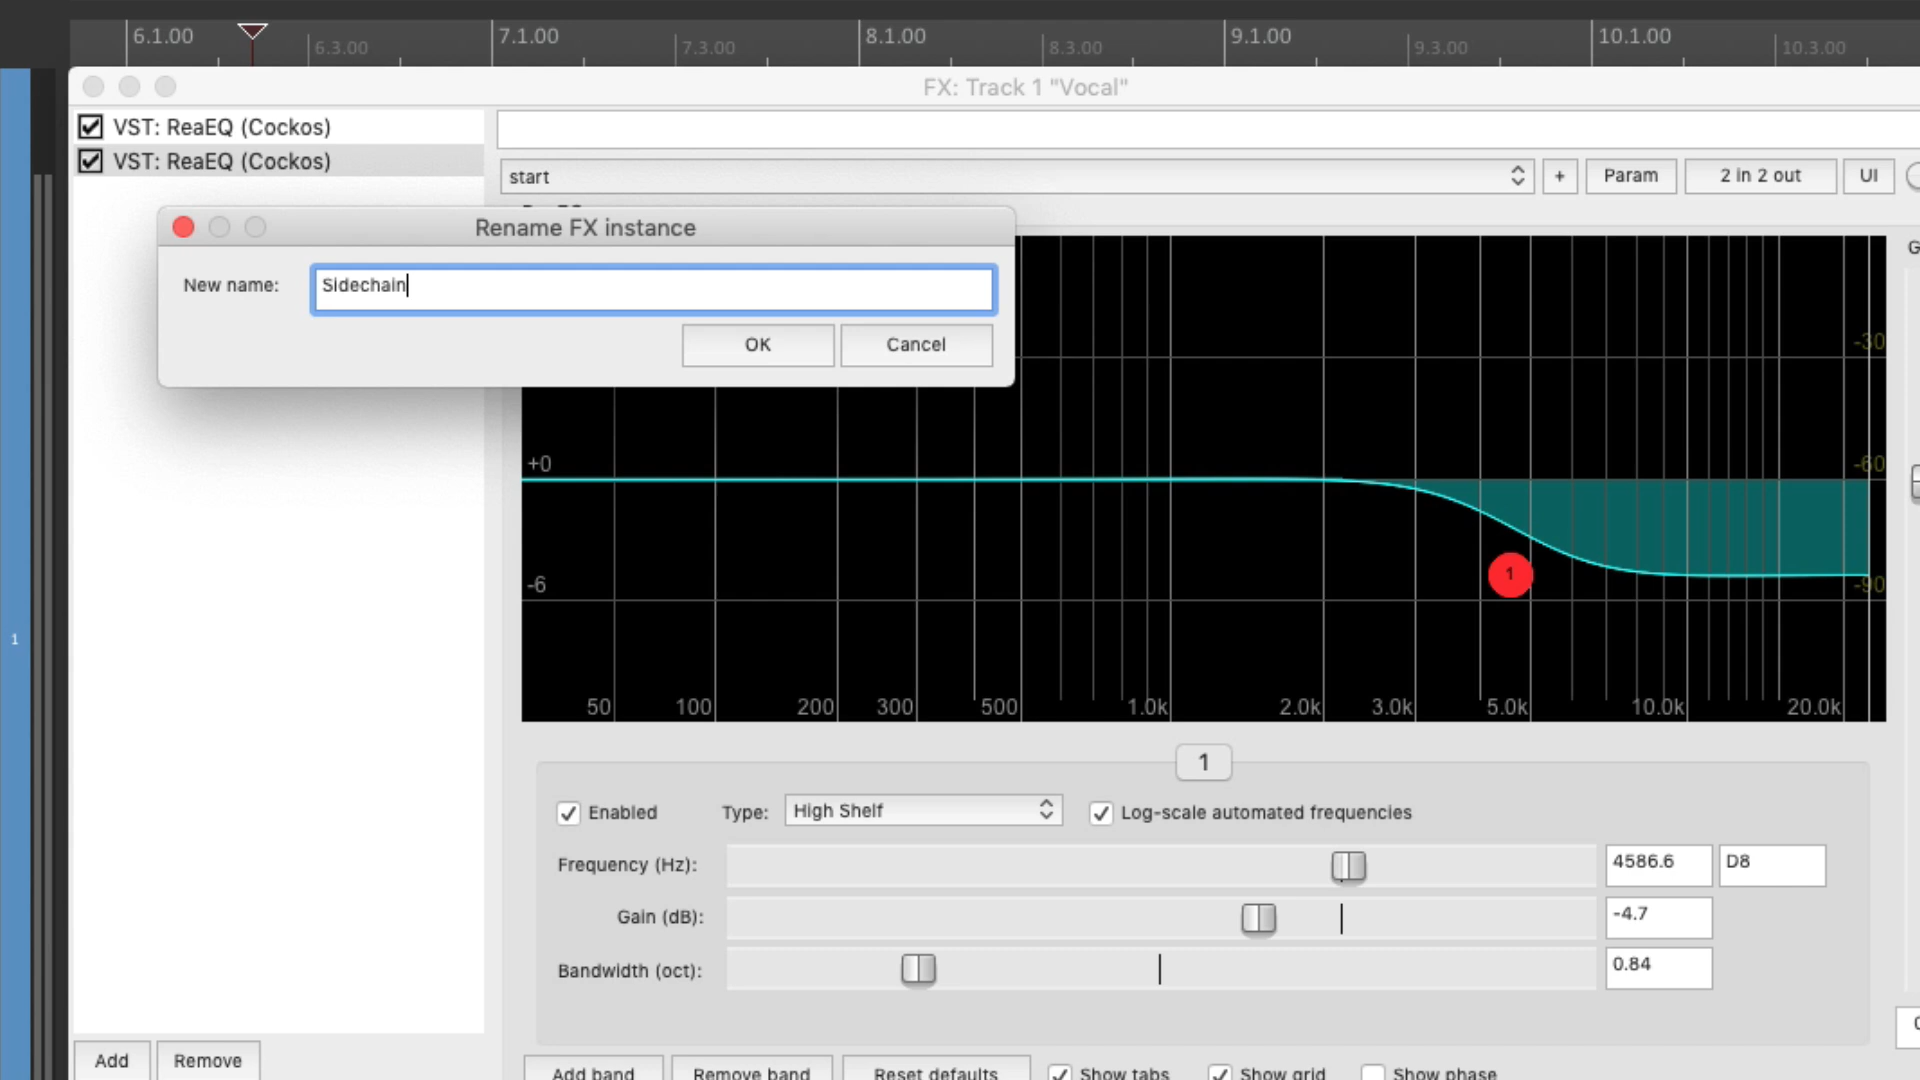 6.1.00 6.3.00 7.1.00 7.3.00 8.1.00 8.3.00 9.1.00 9.3.00 10.1.00 10.3.00
FX: Track 1 "Vocal"
VST: ReaEQ (Cockos)
VST: ReaEQ (Cockos)
start + Param 2 in 2 out UI
Rename FX instance
New name: Sidechain
OK Cancel
-30
+0 -60
-6 -90
1
1
50 100 200 300 500 1.0k 2.0k 3.0k 5.0k 10.0k 20.0k
1
Enabled Type: High Shelf Log-scale automated frequencies
Frequency (Hz): 4586.6 D8
Gain (dB): -4.7
Bandwidth (oct): 0.84
Add Remove
Add band Remove band Reset defaults Show tabs Show grid Show phase